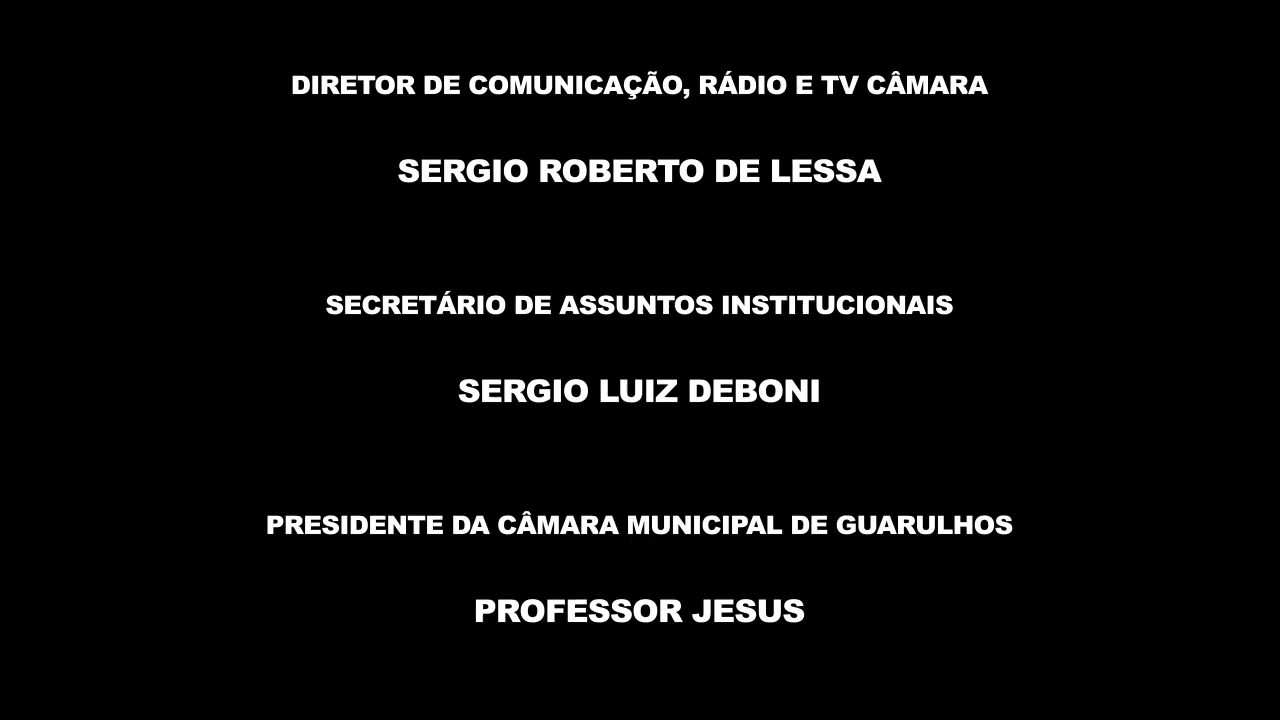 DIRETOR DE COMUNICAÇÃO, RÁDIO E TV CÂMARA
SERGIO ROBERTO DE LESSA
SECRETÁRIO DE ASSUNTOS INSTITUCIONAIS
SERGIO LUIZ DEBONI
PRESIDENTE DA CÂMARA MUNICIPAL DE GUARULHOS
PROFESSOR JESUS